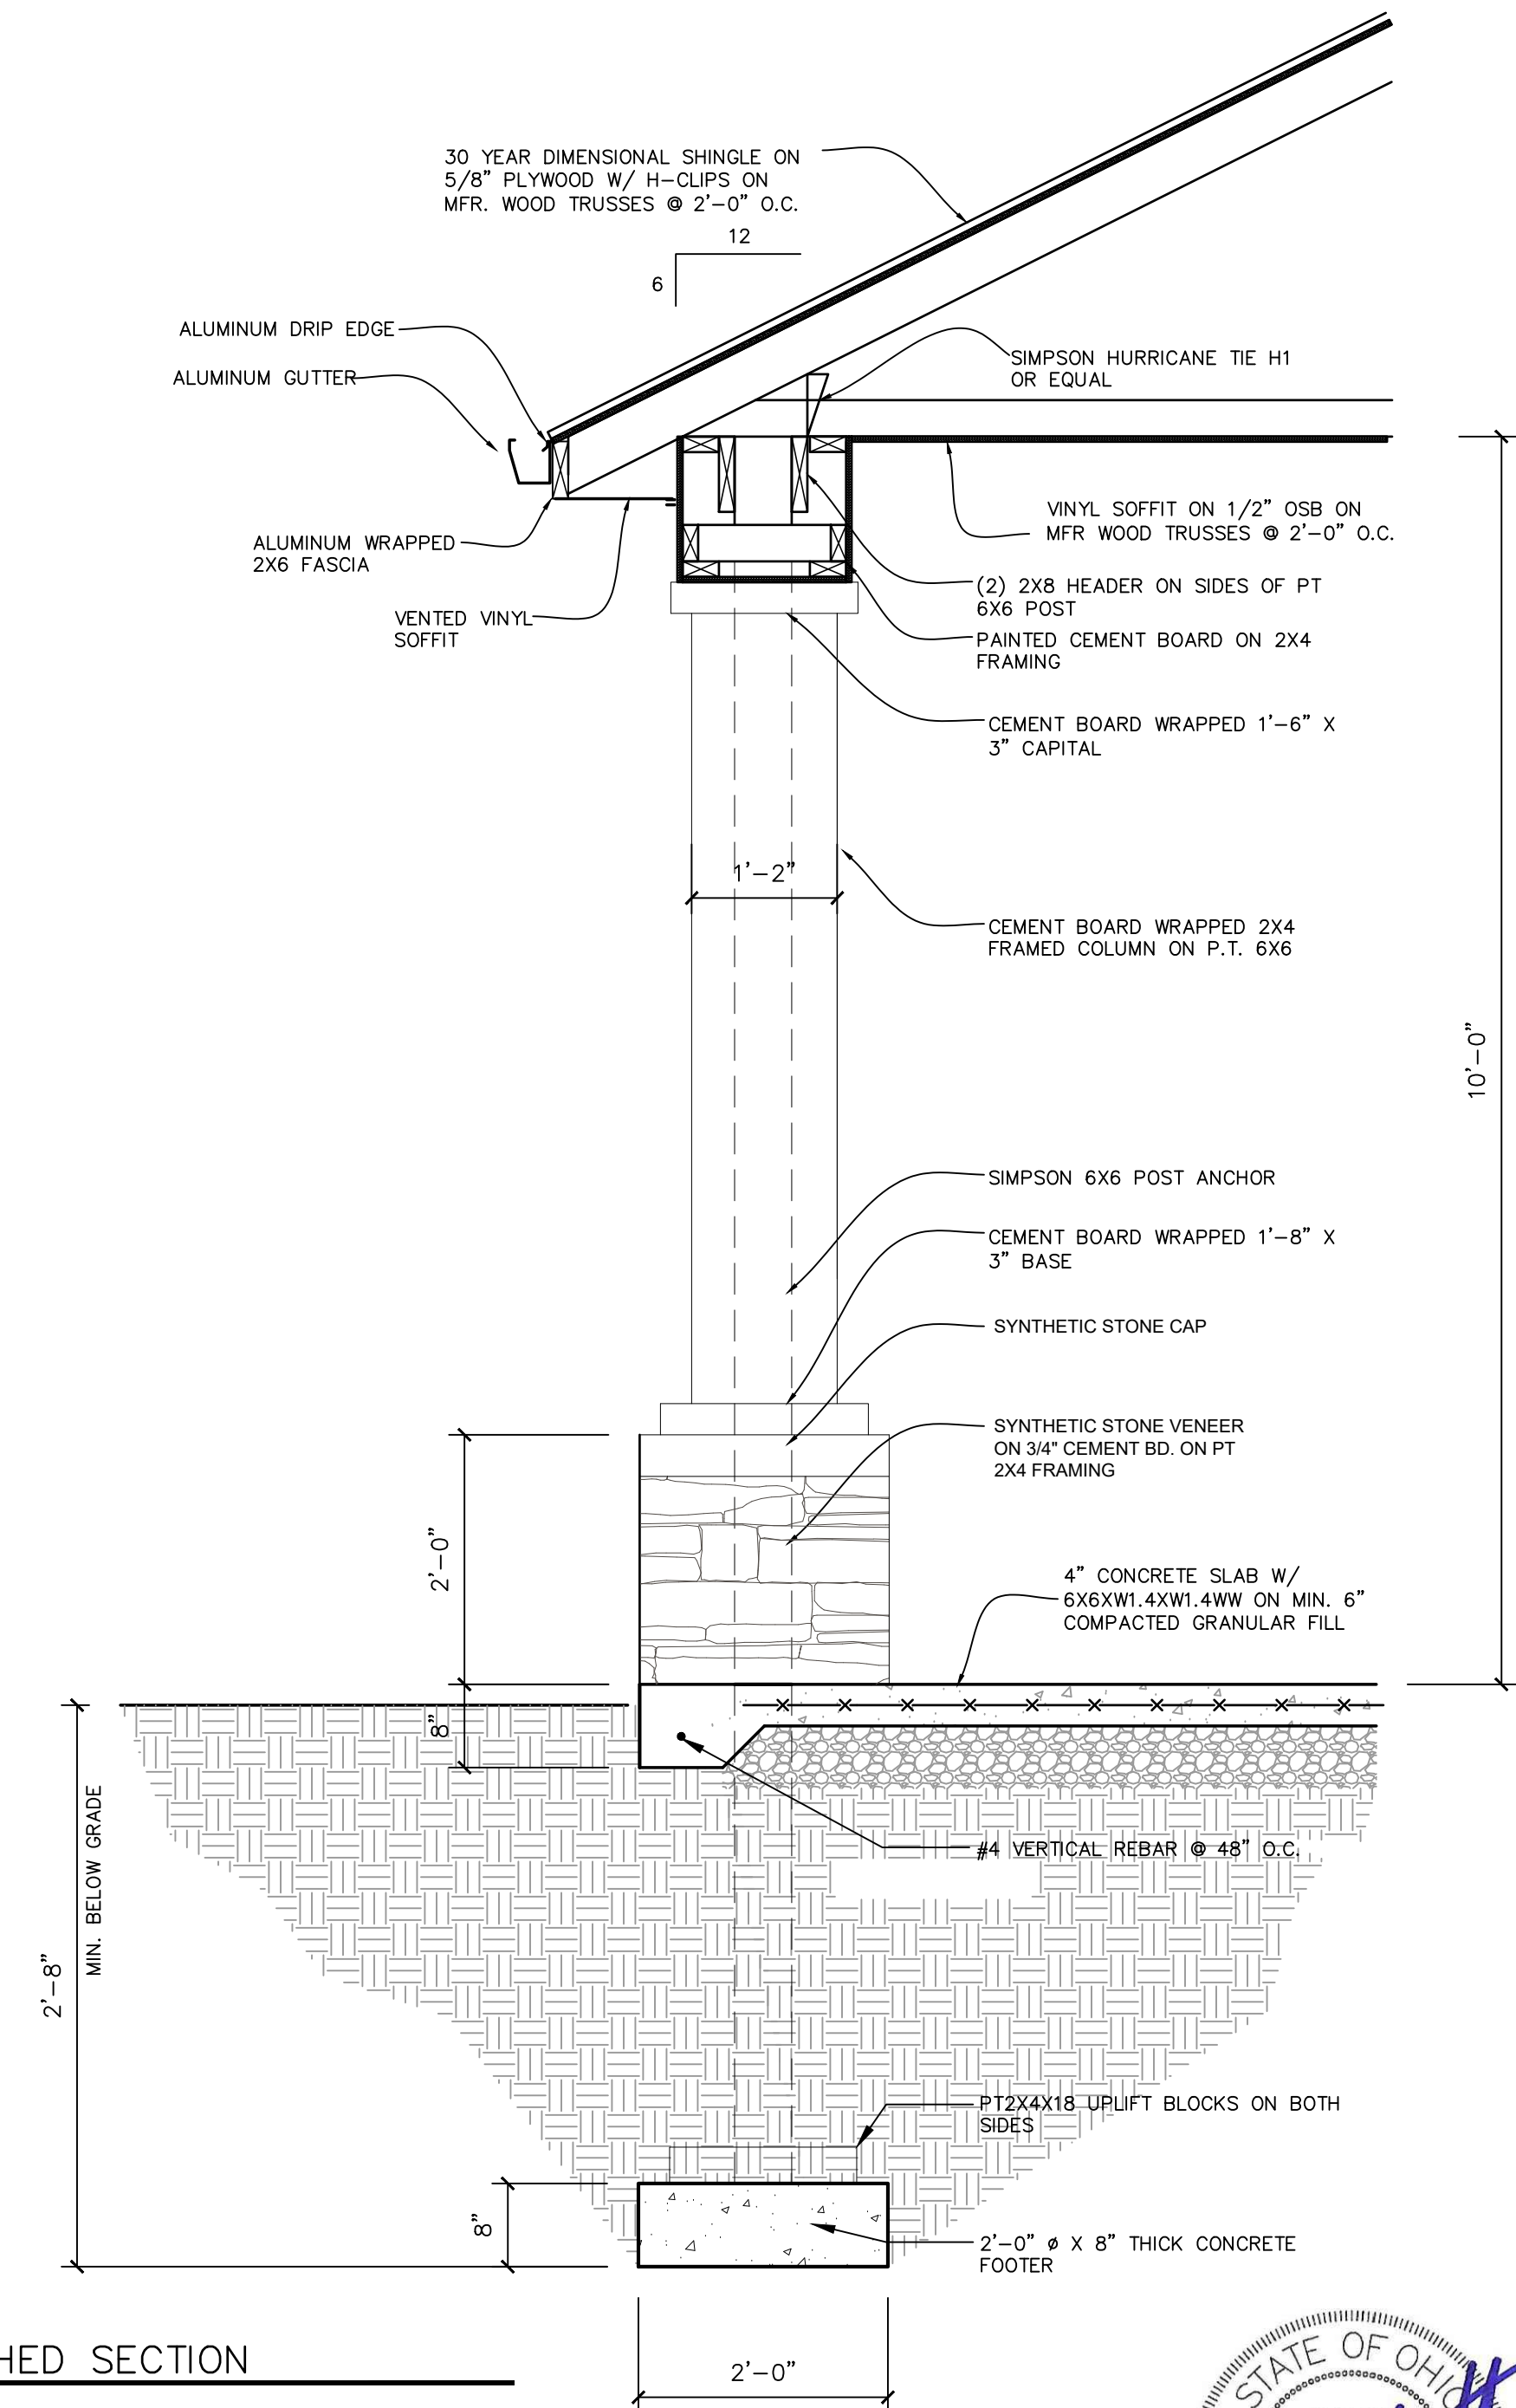 30 YEAR DIMENSIONAL SHINGLE ON
5/8" PLYWOOD W/ H-CLIPS ON
MFR. WOOD TRUSSES @ 2'-0" O.C.
12
6
ALUMINUM DRIP EDGE
ALUMINUM GUTTER
SIMPSON HURRICANE TIE H1
OR EQUAL
VINYL SOFFIT ON 1/2" OSB ON
MFR WOOD TRUSSES @ 2'-0" O.C.
ALUMINUM WRAPPED
2X6 FASCIA
(2) 2X8 HEADER ON SIDES OF PT
6X6 POST
VENTED VINYL
SOFFIT
PAINTED CEMENT BOARD ON 2X4
FRAMING
CEMENT BOARD WRAPPED 1'-6" X
3" CAPITAL
1'-2"
CEMENT BOARD WRAPPED 2X4
FRAMED COLUMN ON P.T. 6X6
10'-0"
SIMPSON 6X6 POST ANCHOR
CEMENT BOARD WRAPPED 1'-8" X
3" BASE
SYNTHETIC STONE CAP
SYNTHETIC STONE VENEER
ON 3/4" CEMENT BD. ON PT
2X4 FRAMING
2'-0"
4" CONCRETE SLAB W/
6X6XW1.4XW1.4WW ON MIN. 6"
COMPACTED GRANULAR FILL
8"
#4 VERTICAL REBAR @ 48" O.C.
2'-8"
MIN. BELOW GRADE
PT2X4X18 UPLIFT BLOCKS ON BOTH
SIDES
8"
2'-0" ø X 8" THICK CONCRETE
FOOTER
HED SECTION
2'-0"
STATE OF OHIO